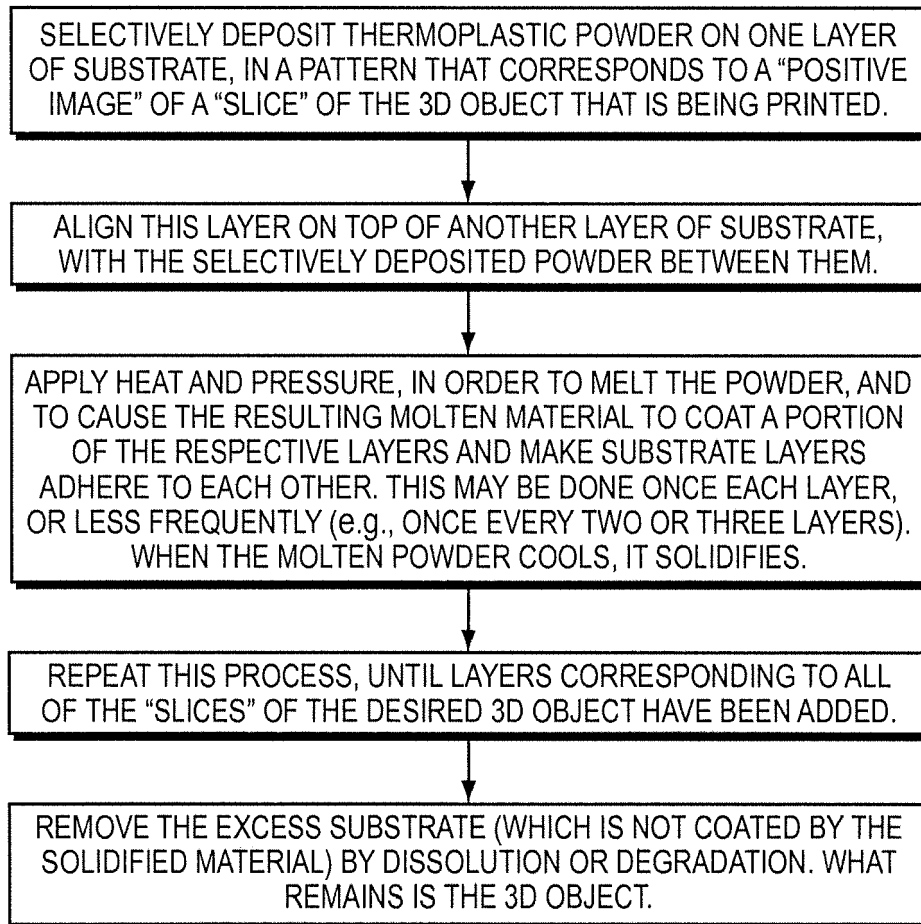 SELECTIVELY DEPOSIT THERMOPLASTIC POWDER ON ONE LAYER
OF SUBSTRATE, IN A PATTERN THAT CORRESPONDS TO A “POSITIVE
IMAGE” OF A “SLICE” OF THE 3D OBJECT THAT IS BEING PRINTED.
ALIGN THIS LAYER ON TOP OF ANOTHER LAYER OF SUBSTRATE,
WITH THE SELECTIVELY DEPOSITED POWDER BETWEEN THEM.
APPLY HEAT AND PRESSURE, IN ORDER TO MELT THE POWDER, AND
TO CAUSE THE RESULTING MOLTEN MATERIAL TO COAT A PORTION
OF THE RESPECTIVE LAYERS AND MAKE SUBSTRATE LAYERS
ADHERE TO EACH OTHER. THIS MAY BE DONE ONCE EACH LAYER,
OR LESS FREQUENTLY (e.g., ONCE EVERY TWO OR THREE LAYERS).
WHEN THE MOLTEN POWDER COOLS, IT SOLIDIFIES.
REPEAT THIS PROCESS, UNTIL LAYERS CORRESPONDING TO ALL
OF THE “SLICES” OF THE DESIRED 3D OBJECT HAVE BEEN ADDED.
REMOVE THE EXCESS SUBSTRATE (WHICH IS NOT COATED BY THE
SOLIDIFIED MATERIAL) BY DISSOLUTION OR DEGRADATION. WHAT
REMAINS IS THE 3D OBJECT.